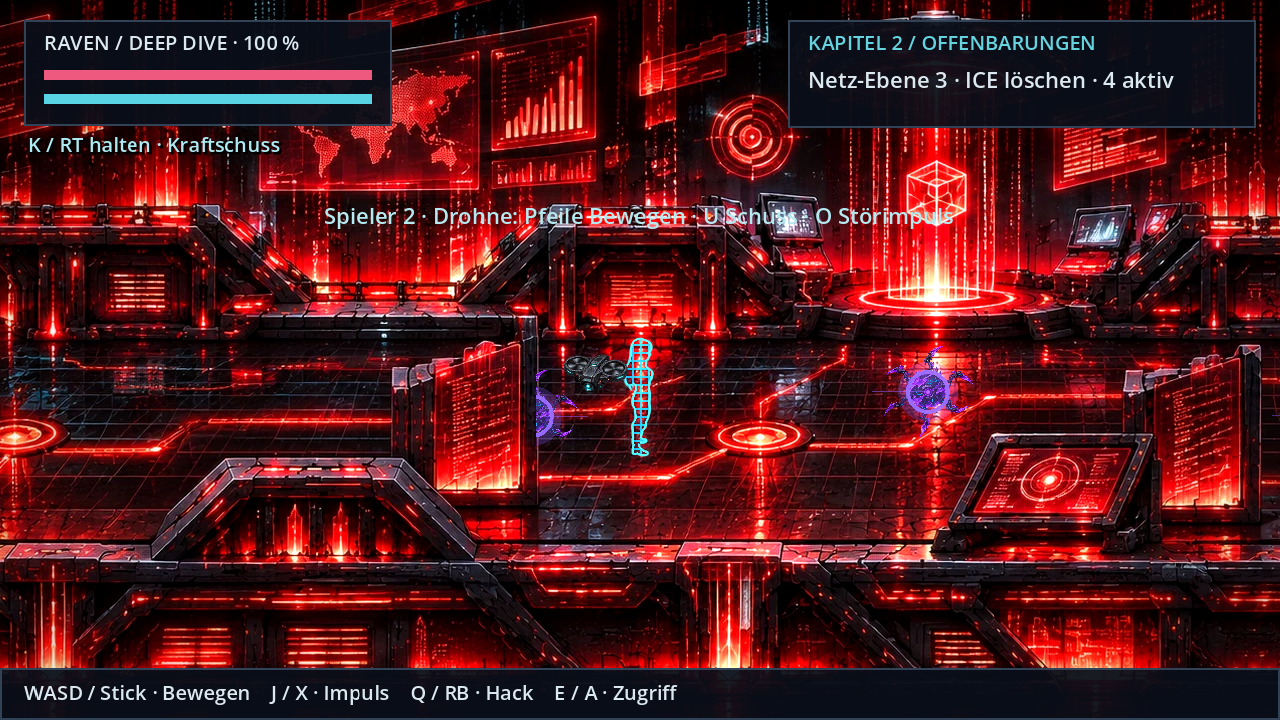 RAVEN / DEEP DIVE · 100 %
KAPITEL 2 / OFFENBARUNGEN
Netz-Ebene 3 · ICE löschen · 4 aktiv
K / RT halten · Kraftschuss
Spieler 2 · Drohne: Pfeile Bewegen · U Schuss · O Störimpuls
WASD / Stick · Bewegen J / X · Impuls Q / RB · Hack E / A · Zugriff